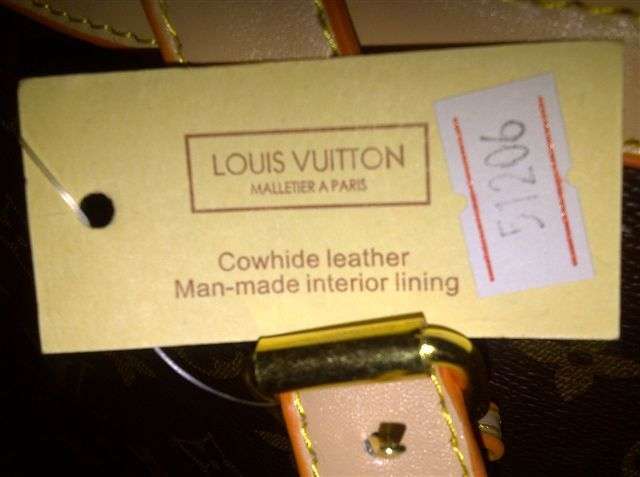 LOUIS VUITTON
MALLETIER A PARIS
Cowhide leather
Man-made interior lining
51206